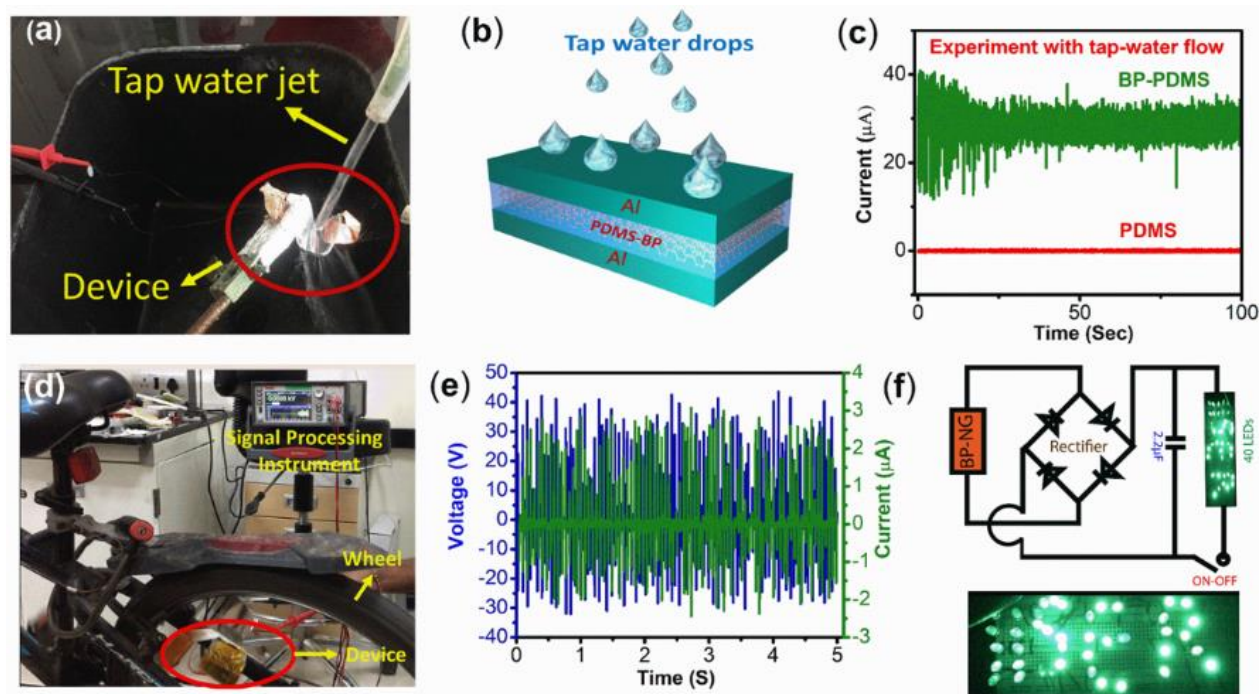 (a)
Tap water jet
Device
(b)
Tap water drops
Al
PDMS-BP
Al
(c)
Experiment with tap-water flow
BP-PDMS
PDMS
Current (μA)
40
20
0
0
50
100
Time (Sec)
(d)
Signal Processing
Instrument
Wheel
Device
(e)
Voltage (V)
50
40
30
20
10
0
-10
-20
-30
-40
Current (μA)
4
3
2
1
0
-1
-2
-3
0
1
2
3
4
5
Time (S)
(f)
BP-NG
Rectifier
2.2μF
40 LEDs
ON-OFF